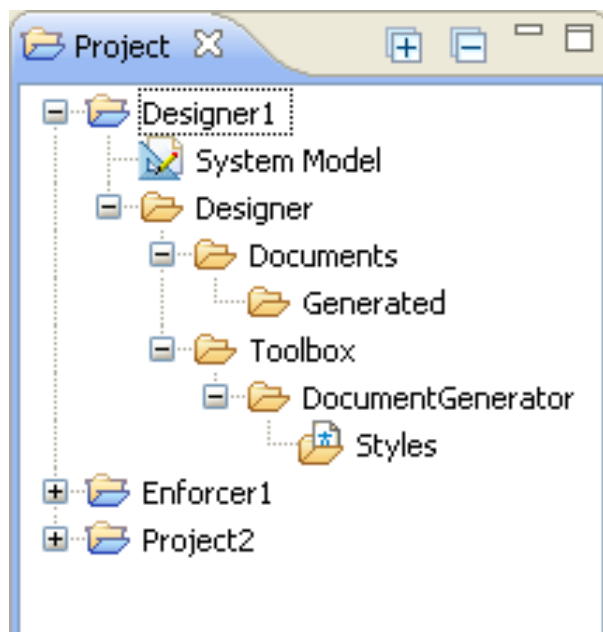 Project
Designer1
System Model
Designer
Documents
Generated
Toolbox
DocumentGenerator
Styles
Enforcer1
Project2